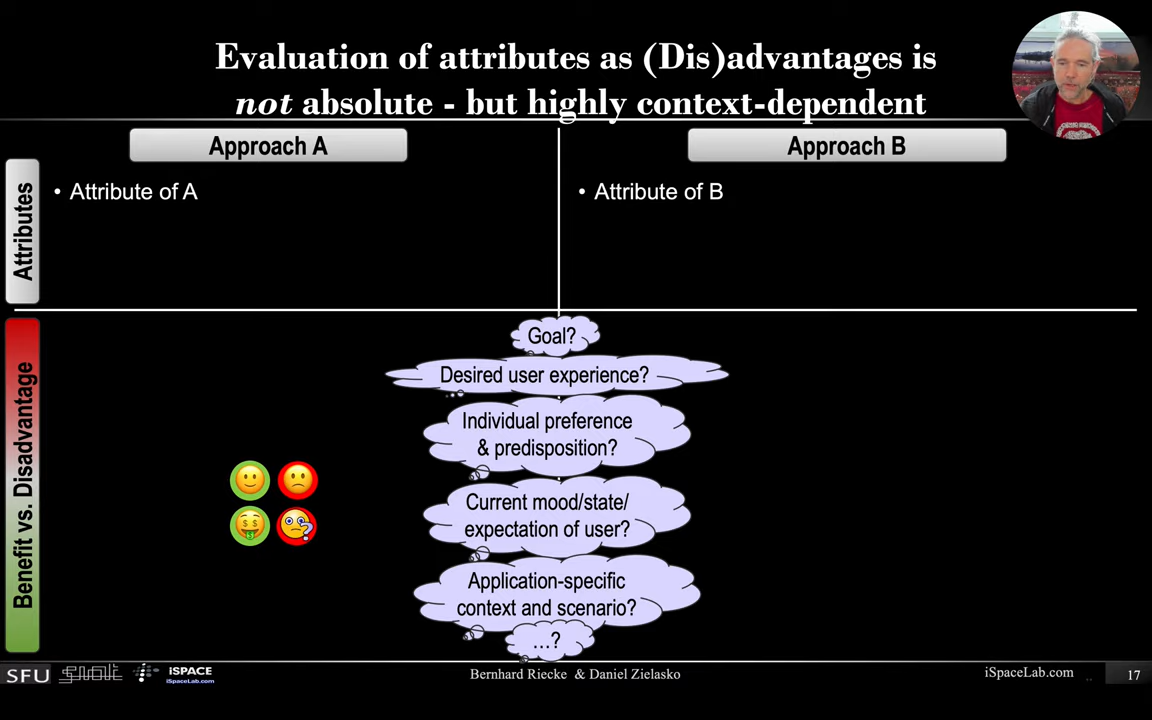 Evaluation of attributes as (Dis)advantages is
not absolute - but highly context-dependent
Approach A
Approach B
Attributes
• Attribute of A
• Attribute of B
Benefit vs. Disadvantage
Goal?
Desired user experience?
Individual preference
& predisposition?
Current mood/state/
expectation of user?
Application-specific
context and scenario?
...?
SFU
iSPACE
iSpaceLab.com
Bernhard Riecke & Daniel Zielasko
iSpaceLab.com
17